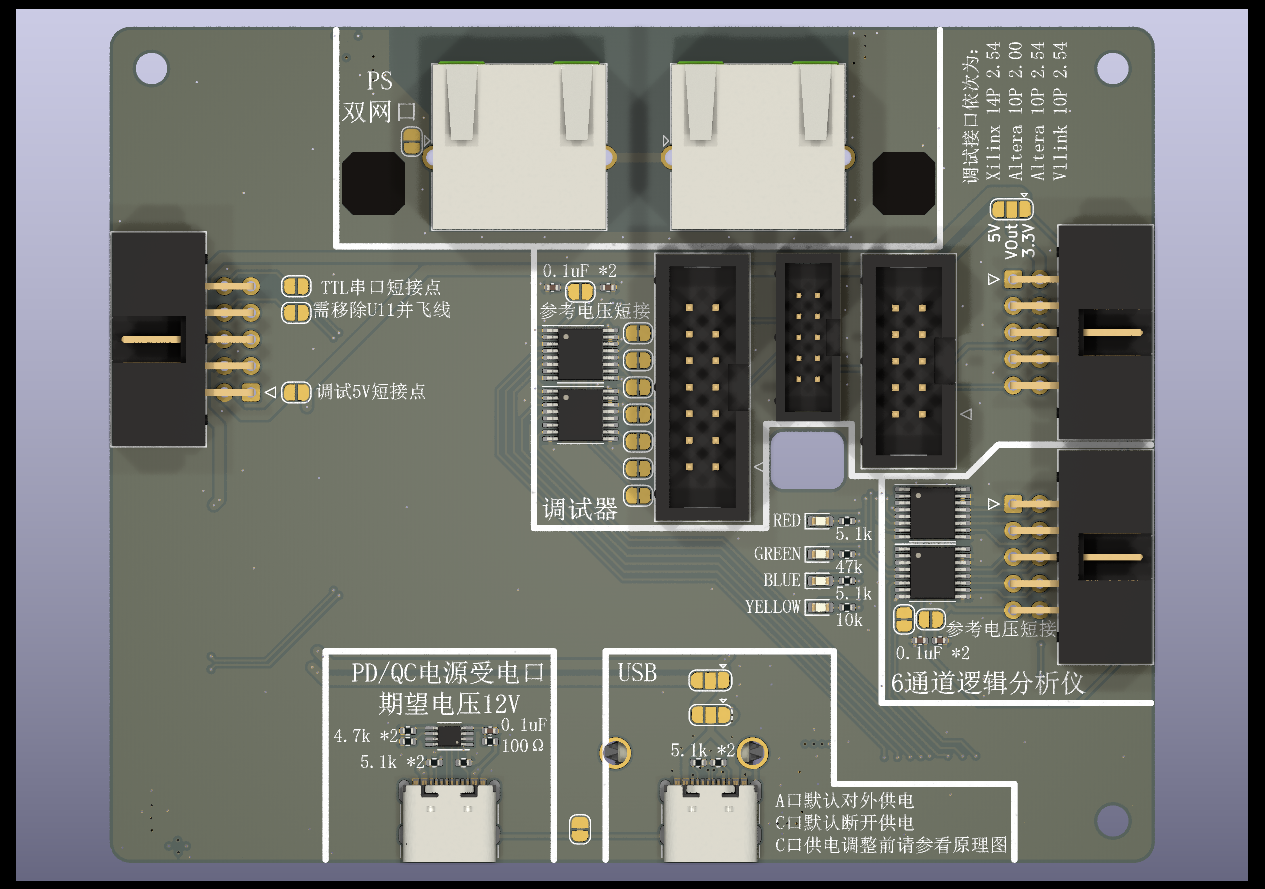 PS
双网口
调试接口依次为:
Xilinx 14P 2.54
Altera 10P 2.00
Altera 10P 2.54
Vllink 10P 2.54
5V
VOut
3.3V
TTL串口短接点
需移除U11并飞线
调试5V短接点
0.1uF *2
参考电压短接
调试器
RED
5.1k
GREEN
47k
BLUE
5.1k
YELLOW
10k
参考电压短接
0.1uF *2
6通道逻辑分析仪
PD/QC电源受电口
期望电压12V
4.7k *2
0.1uF
100Ω
5.1k *2
USB
5.1k *2
A口默认对外供电
C口默认断开供电
C口供电调整前请参看原理图